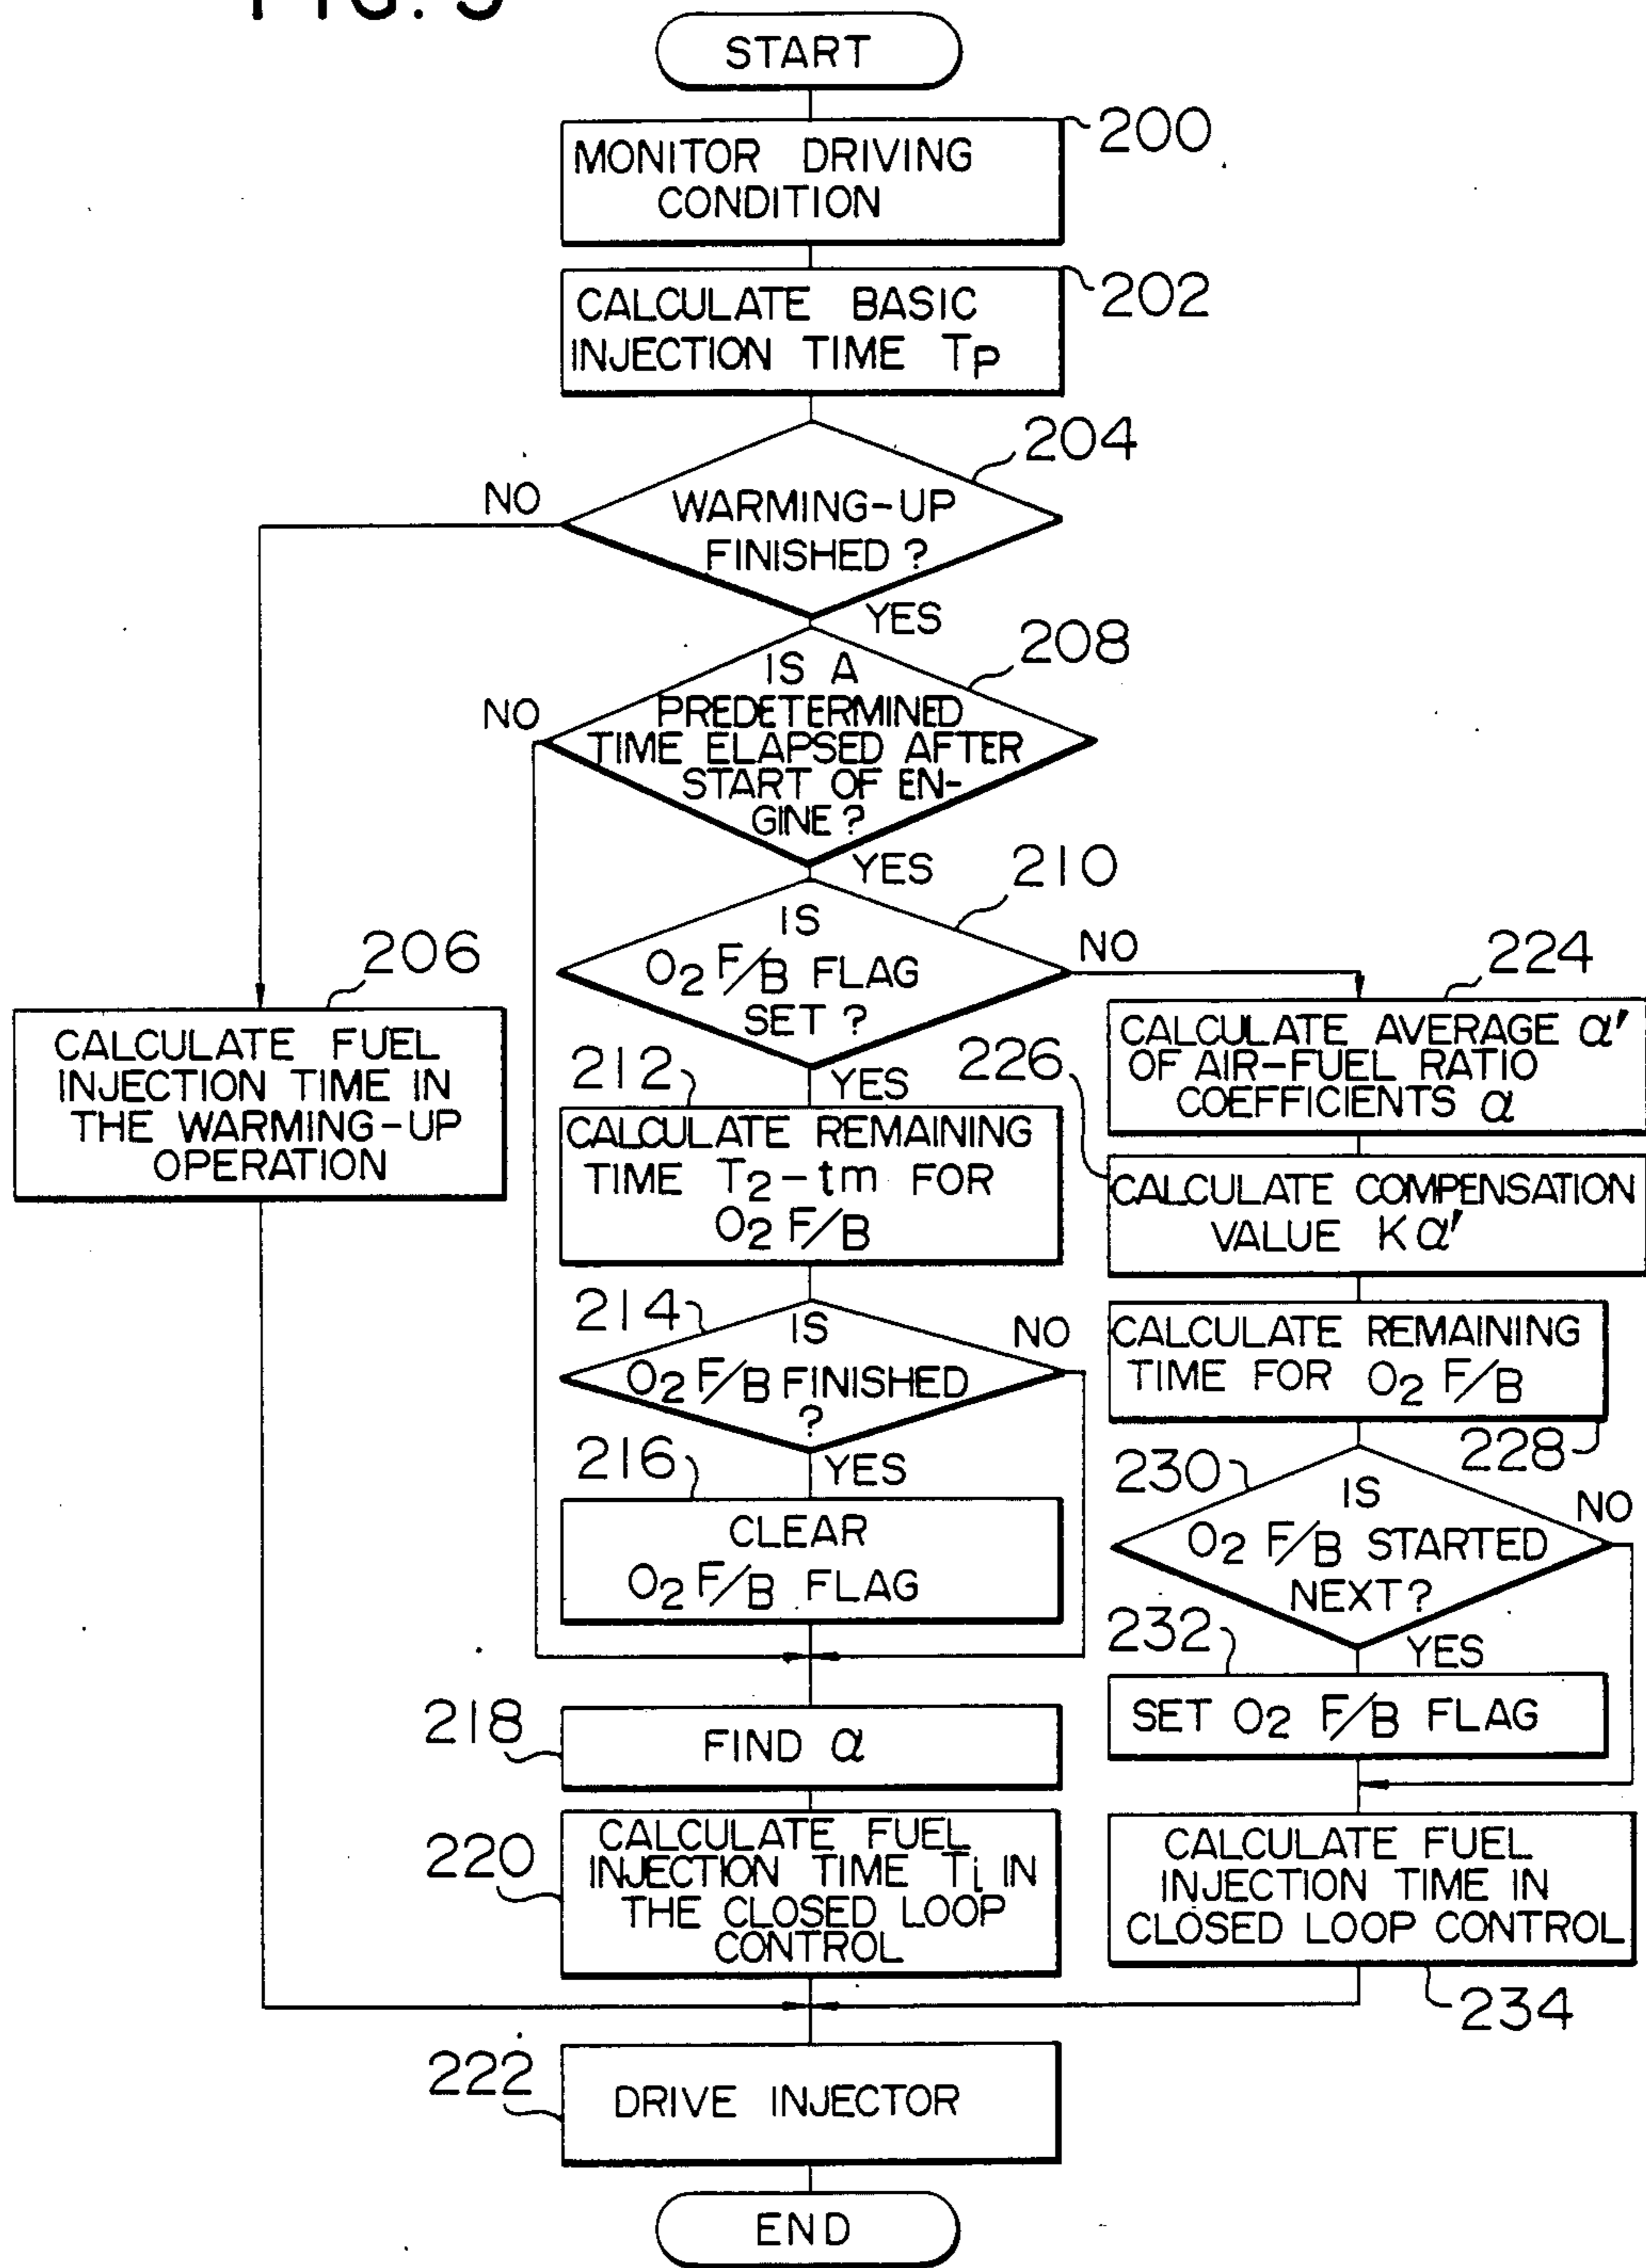 START
200
MONITOR DRIVING
CONDITION
202
CALCULATE BASIC
INJECTION TIME TP
204
NO
WARMING-UP
FINISHED ?
YES
208
NO
IS A
PREDETERMINED
TIME ELAPSED AFTER
START OF EN-
GINE ?
YES
210
IS
O2 F/B FLAG
SET ?
NO
YES
206
CALCULATE FUEL
INJECTION TIME IN
THE WARMING-UP
OPERATION
212
CALCULATE REMAINING
TIME T2-tm FOR
O2 F/B
214
IS
O2 F/B FINISHED
?
NO
YES
216
CLEAR
O2 F/B FLAG
218
FIND α
220
CALCULATE FUEL
INJECTION TIME Ti IN
THE CLOSED LOOP
CONTROL
224
CALCULATE AVERAGE α'
OF AIR-FUEL RATIO
COEFFICIENTS α
226
CALCULATE COMPENSATION
VALUE Kα'
CALCULATE REMAINING
TIME FOR O2 F/B
228
230
IS
O2 F/B STARTED
NEXT?
NO
YES
232
SET O2 F/B FLAG
CALCULATE FUEL
INJECTION TIME IN
CLOSED LOOP CONTROL
234
222
DRIVE INJECTOR
END